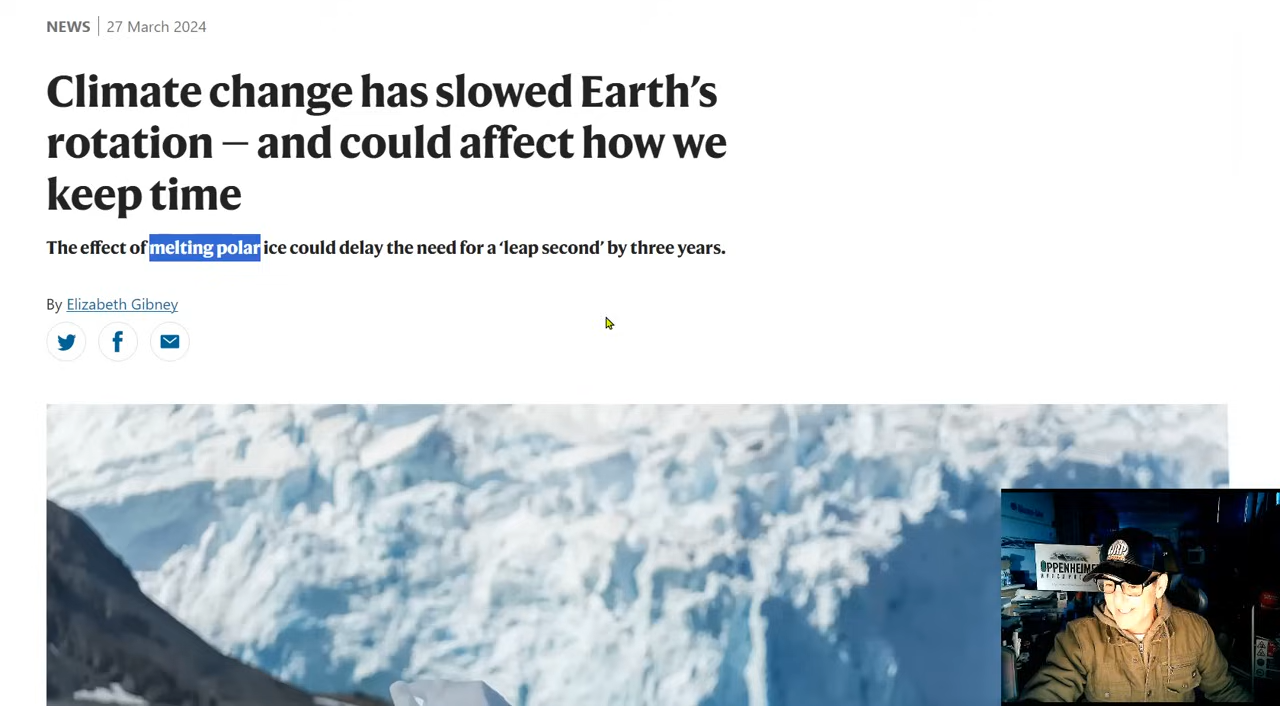 NEWS | 27 March 2024
Climate change has slowed Earth’s
rotation — and could affect how we
keep time
The effect of melting polar ice could delay the need for a ‘leap second’ by three years.
By Elizabeth Gibney
OPPENHEIMER